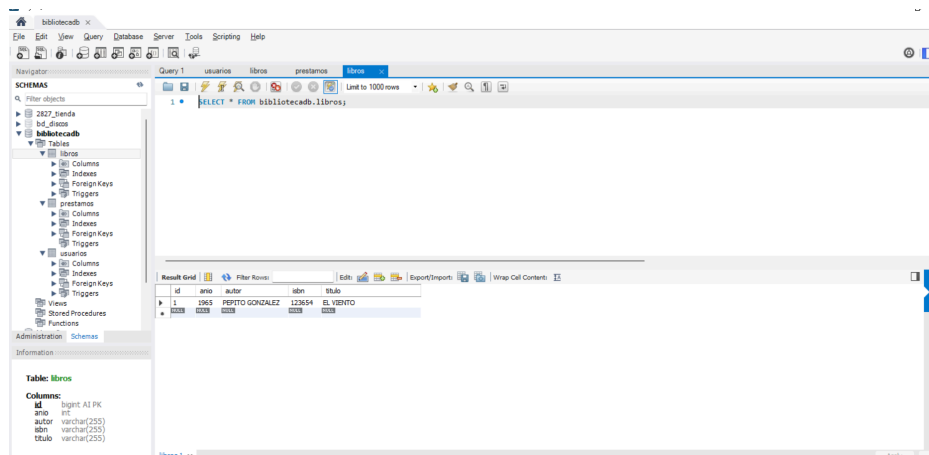 bibliotecadb ×
File Edit View Query Database Server Tools Scripting Help
Navigator
SCHEMAS
Filter objects
2827_tienda
bd_discos
bibliotecadb
Tables
libros
Columns
Indexes
Foreign Keys
Triggers
prestamos
Columns
Indexes
Foreign Keys
Triggers
usuarios
Columns
Indexes
Foreign Keys
Triggers
Views
Stored Procedures
Functions
Administration Schemas
Information
Table: libros
Columns:
id bigint AI PK
anio int
autor varchar(255)
isbn varchar(255)
titulo varchar(255)
Query 1 usuarios libros prestamos libros ×
Limit to 1000 rows
1 SELECT * FROM bibliotecadb.libros;
Result Grid Filter Rows: Edit: Export/Import: Wrap Cell Content:
id anio autor isbn titulo
1 1965 PEPITO GONZALEZ 123654 EL VIENTO
NULL NULL NULL NULL NULL